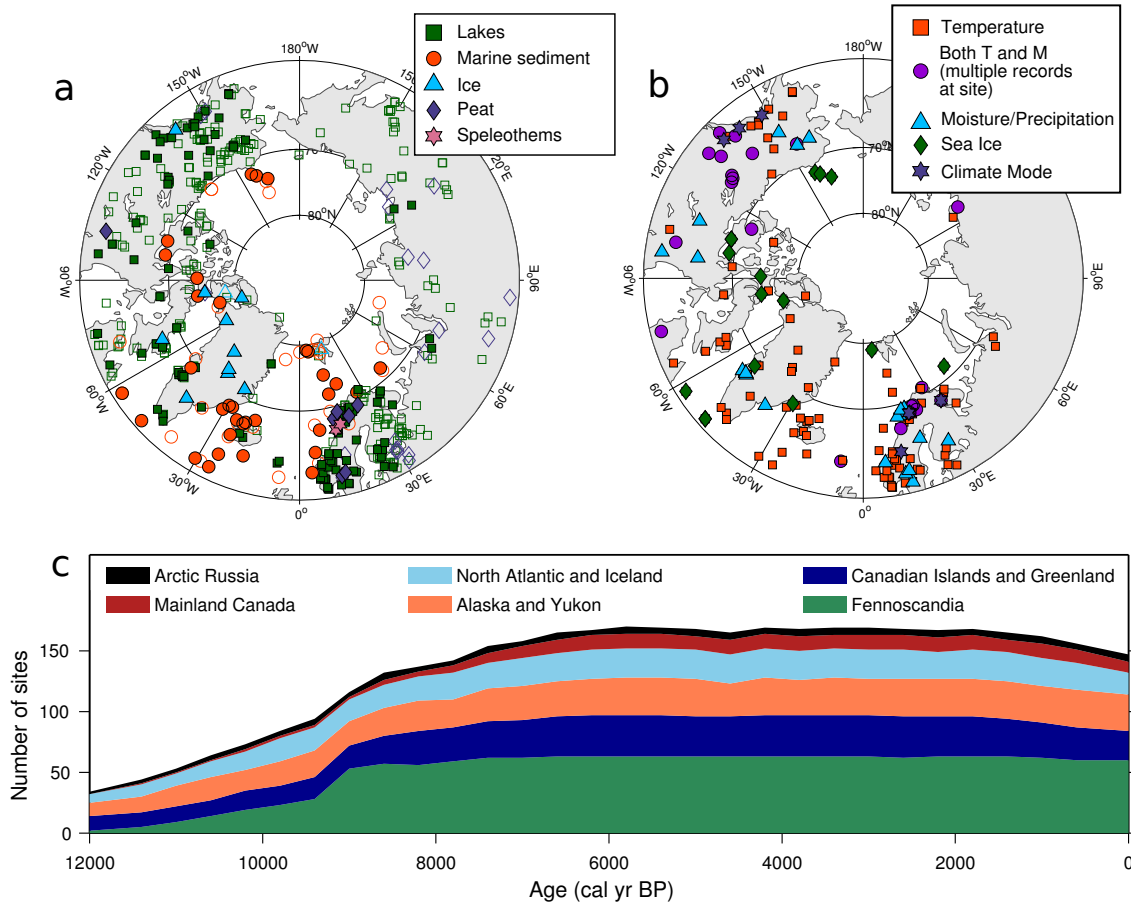 a
Lakes
Marine sediment
Ice
Peat
Speleothems
180°W
150°W
120°W
90°W
60°W
30°W
0°
30°E
60°E
90°E
20°E
15
70°N
80°N
b
Temperature
Both T and M
(multiple records
at site)
Moisture/Precipitation
Sea Ice
Climate Mode
180°W
150°W
120°W
90°W
60°W
30°W
0°
30°E
60°E
90°E
70°N
80°N
c
Arctic Russia
Mainland Canada
North Atlantic and Iceland
Alaska and Yukon
Canadian Islands and Greenland
Fennoscandia
Number of sites
150
100
50
0
12000
10000
8000
6000
4000
2000
0
Age (cal yr BP)